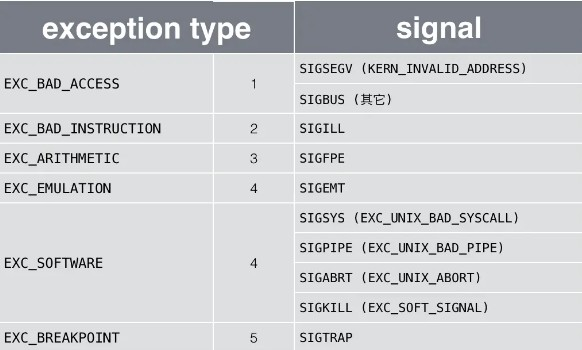 exception type signal
EXC_BAD_ACCESS 1 SIGSEGV (KERN_INVALID_ADDRESS)
SIGBUS (其它)
EXC_BAD_INSTRUCTION 2 SIGILL
EXC_ARITHMETIC 3 SIGFPE
EXC_EMULATION 4 SIGEMT
EXC_SOFTWARE 4 SIGSYS (EXC_UNIX_BAD_SYSCALL)
SIGPIPE (EXC_UNIX_BAD_PIPE)
SIGABRT (EXC_UNIX_ABORT)
SIGKILL (EXC_SOFT_SIGNAL)
EXC_BREAKPOINT 5 SIGTRAP